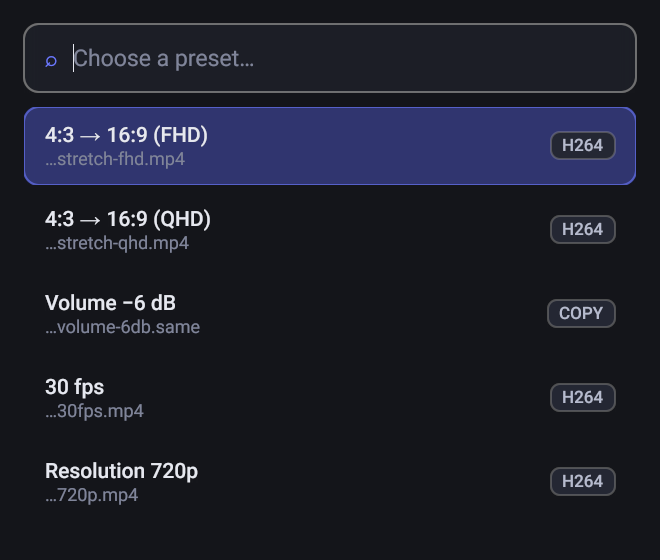 Choose a preset…
4:3 → 16:9 (FHD)
…stretch-fhd.mp4
H264
4:3 → 16:9 (QHD)
…stretch-qhd.mp4
H264
Volume −6 dB
…volume-6db.same
COPY
30 fps
…30fps.mp4
H264
Resolution 720p
…720p.mp4
H264